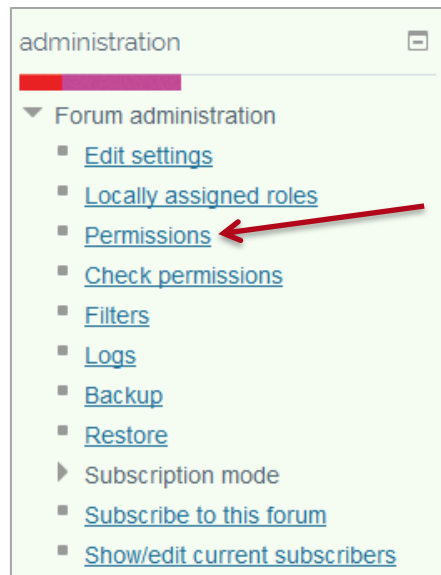 administration
Forum administration
Edit settings
Locally assigned roles
Permissions
Check permissions
Filters
Logs
Backup
Restore
Subscription mode
Subscribe to this forum
Show/edit current subscribers